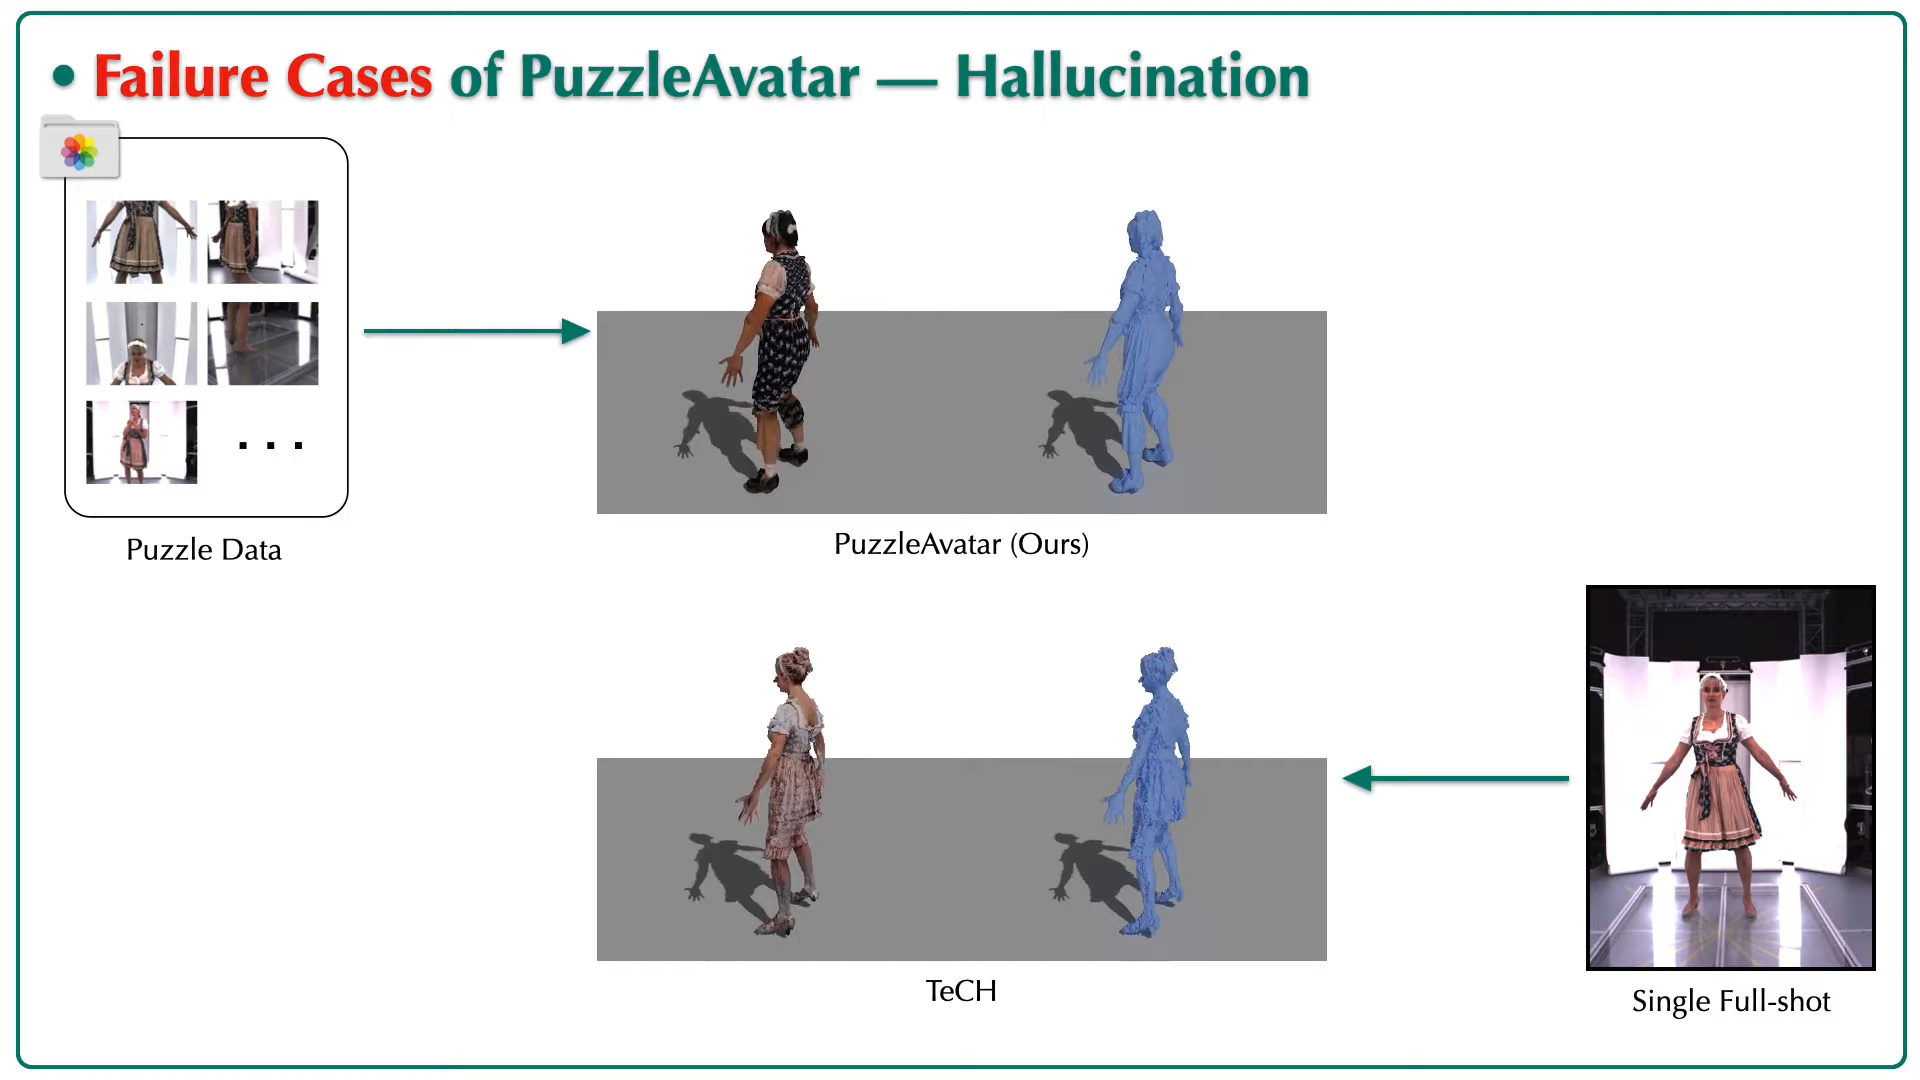 • Failure Cases of PuzzleAvatar — Hallucination
. . .
Puzzle Data
PuzzleAvatar (Ours)
TeCH
Single Full-shot